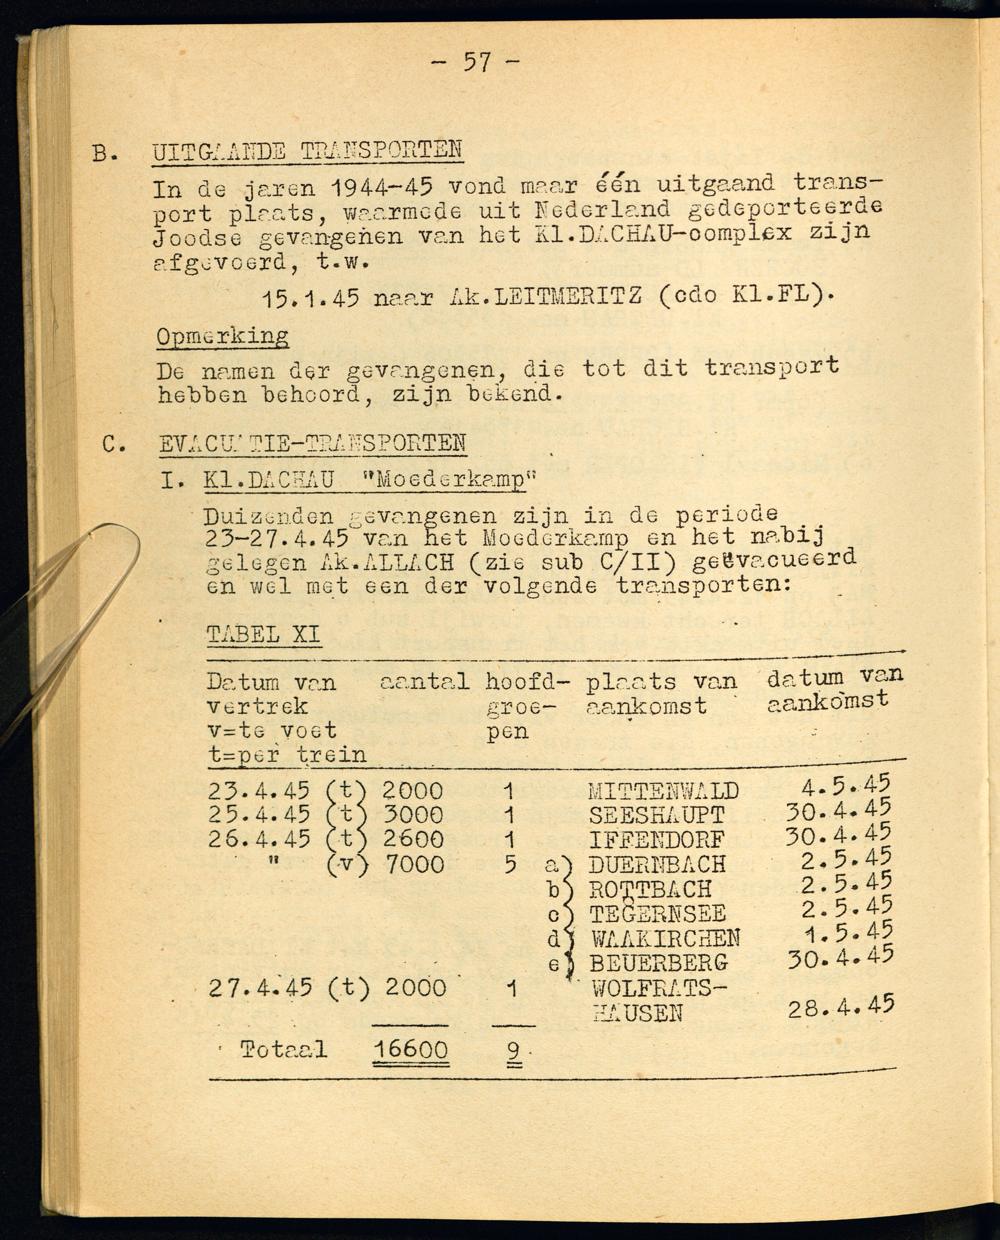 - 57 -
B. UITGAANDE TRANSPORTEN
In de jaren 1944-45 vond maar één uitgaand trans-
port plaats, waarmede uit Nederland gedeporteerde
Joodse gevangenen van het Kl.DACHAU-complex zijn
afgevoerd, t.w.
15.1.45 naar Ak.LEITMERITZ (cdo Kl.FL).
Opmerking
De namen der gevangenen, die tot dit transport
hebben behoord, zijn bekend.
C. EVACUATIE-TRANSPORTEN
I. Kl.DACHAU "Moederkamp"
Duizenden gevangenen zijn in de periode
23-27.4.45 van het Moederkamp en het nabij
gelegen Ak.ALLACH (zie sub C/II) geëvacueerd
en wel met een der volgende transporten:
TABEL XI
Datum van aantal hoofd- plaats van datum van
vertrek groe- aankomst aankomst
v=te voet pen
t=per trein
23.4.45 (t) 2000 1 MITTENWALD 4.5.45
25.4.45 (t) 3000 1 SEESHAUPT 30.4.45
26.4.45 (t) 2600 1 IFFENDORF 30.4.45
" (v) 7000 5 a) DUERNBACH 2.5.45
b) ROTTBACH 2.5.45
c) TEGERNSEE 2.5.45
d) WAAKIRCHEN 1.5.45
e) BEUERBERG 30.4.45
27.4.45 (t) 2000 1 WOLFRATS-
HAUSEN 28.4.45
Totaal 16600 9